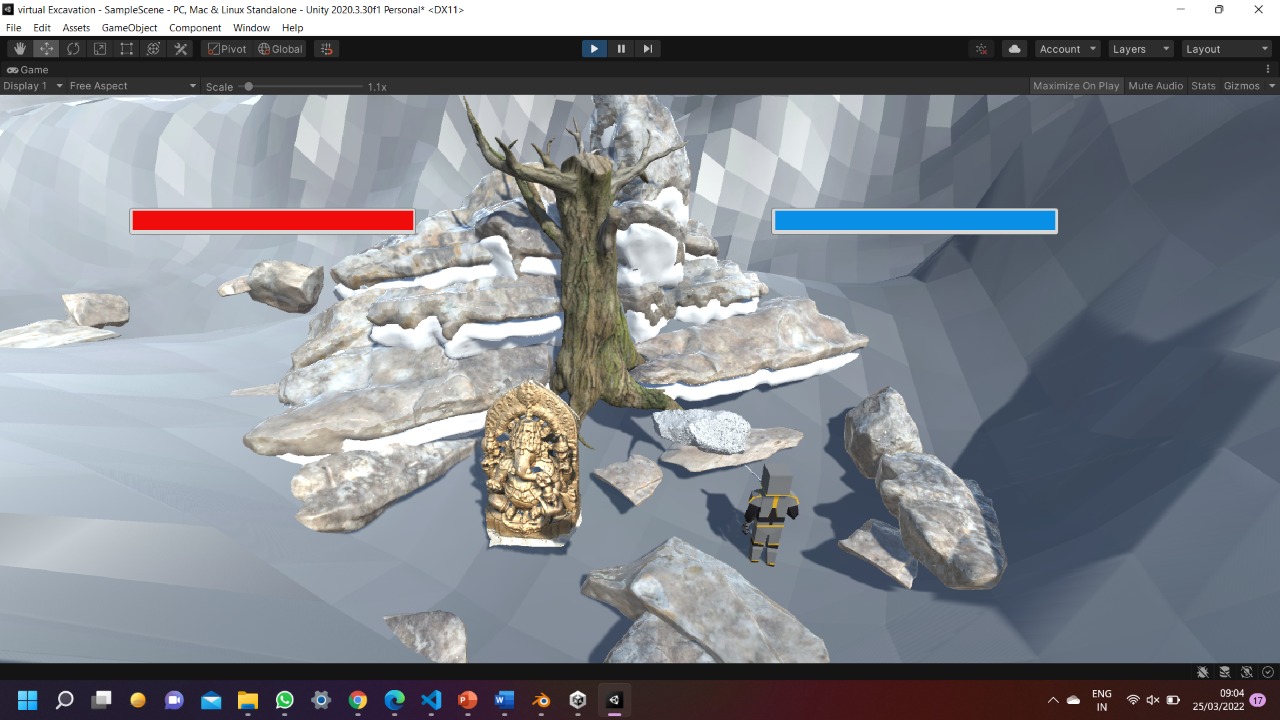 virtual Excavation - SampleScene - PC, Mac & Linux Standalone - Unity 2020.3.30f1 Personal* <DX11>
File Edit Assets GameObject Component Window Help
Pivot Global Account Layers Layout
Game
Display 1 Free Aspect Scale 1.1x Maximize On Play Mute Audio Stats Gizmos
ENG
IN
09:04
25/03/2022
17